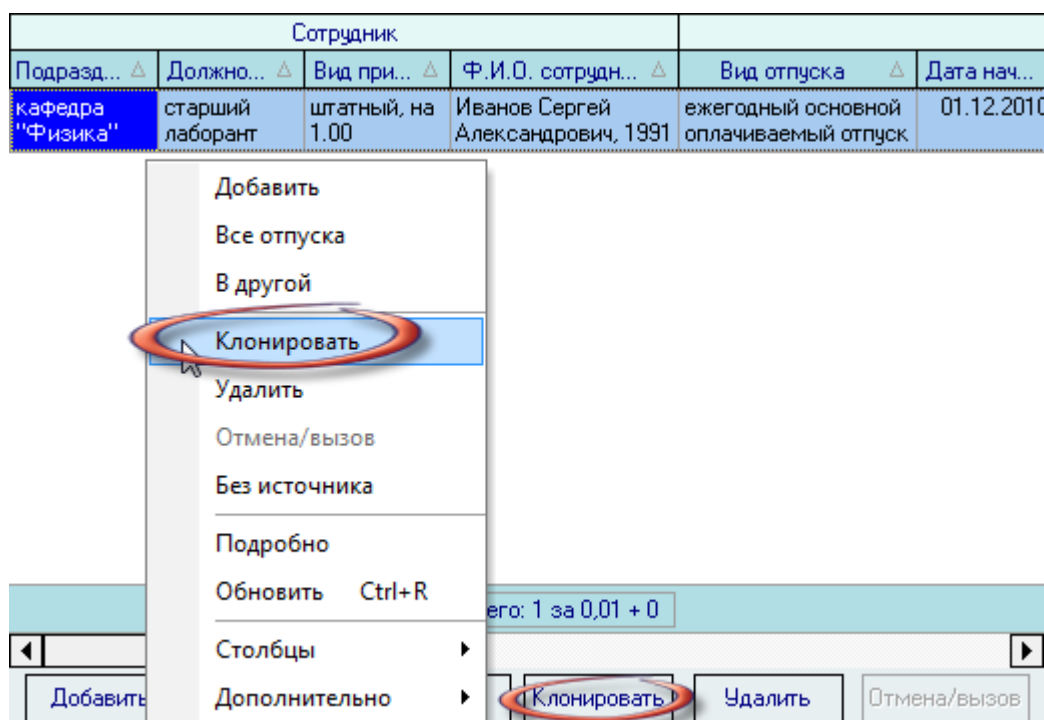 Сотрудник
Подразд... Должно... Вид при... Ф.И.О. сотрудн... Вид отпуска Дата нач...
кафедра старший штатный, на Иванов Сергей ежегодный основной 01.12.2010
"Физика" лаборант 1.00 Александрович, 1991 оплачиваемый отпуск
Добавить
Все отпуска
В другой
Клонировать
Удалить
Отмена/вызов
Без источника
Подробно
Обновить Ctrl+R
его: 1 за 0,01 + 0
Столбцы
Дополнительно
Добавить Клонировать Удалить Отмена/вызов